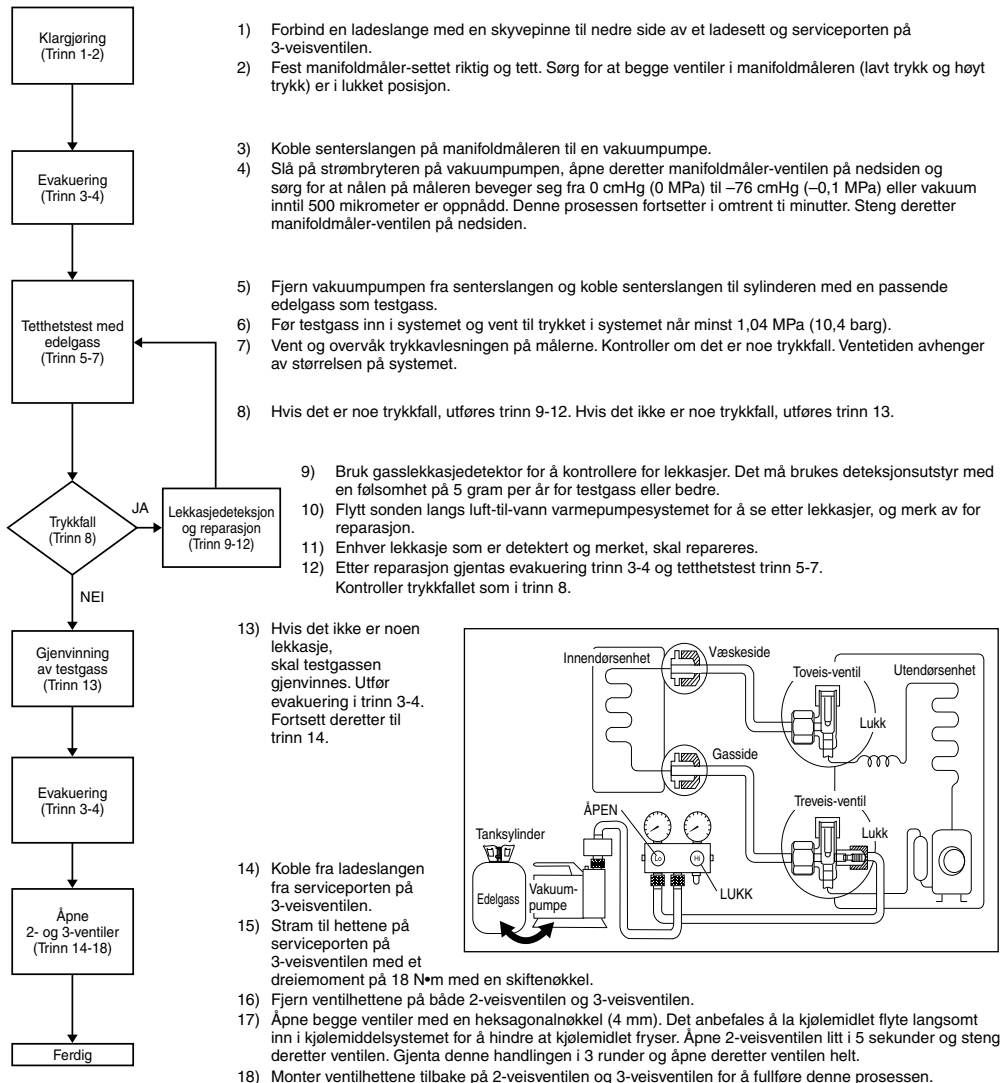 Klargjøring
(Trinn 1-2)
1) Forbind en ladeslange med en skyvepinne til nedre side av et ladesett og serviceporten på
3-veisventilen.
2) Fest manifoldmåler-settet riktig og tett. Sørg for at begge ventiler i manifoldmåleren (lavt trykk og høyt
trykk) er i lukket posisjon.
Evakuering
(Trinn 3-4)
3) Koble senterslangen på manifoldmåleren til en vakuumpumpe.
4) Slå på strømbryteren på vakuumpumpen, åpne deretter manifoldmåler-ventilen på nedsiden og
sørg for at nålen på måleren beveger seg fra 0 cmHg (0 MPa) til –76 cmHg (–0,1 MPa) eller vakuum
inntil 500 mikrometer er oppnådd. Denne prosessen fortsetter i omtrent ti minutter. Steng deretter
manifoldmåler-ventilen på nedsiden.
Tetthetstest med
edelgass
(Trinn 5-7)
5) Fjern vakuumpumpen fra senterslangen og koble senterslangen til sylinderen med en passende
edelgass som testgass.
6) Før testgass inn i systemet og vent til trykket i systemet når minst 1,04 MPa (10,4 barg).
7) Vent og overvåk trykkavlesningen på målerne. Kontroller om det er noe trykkfall. Ventetiden avhenger
av størrelsen på systemet.
8) Hvis det er noe trykkfall, utføres trinn 9-12. Hvis det ikke er noe trykkfall, utføres trinn 13.
Trykkfall
(Trinn 8)
JA
NEI
Lekkasjedeteksjon
og reparasjon
(Trinn 9-12)
9) Bruk gasslekkasjedetektor for å kontrollere for lekkasjer. Det må brukes deteksjonsutstyr med
en følsomhet på 5 gram per år for testgass eller bedre.
10) Flytt sonden langs luft-til-vann varmepumpesystemet for å se etter lekkasjer, og merk av for
reparasjon.
11) Enhver lekkasje som er detektert og merket, skal repareres.
12) Etter reparasjon gjentas evakuering trinn 3-4 og tetthetstest trinn 5-7.
Kontroller trykkfallet som i trinn 8.
Gjenvinning
av testgass
(Trinn 13)
13) Hvis det ikke er noen
lekkasje,
skal testgassen
gjenvinnes. Utfør
evakuering i trinn 3-4.
Fortsett deretter til
trinn 14.
Evakuering
(Trinn 3-4)
Innendørsenhet
Væskeside
Toveis-ventil
Utendørsenhet
Lukk
Gasside
Treveis-ventil
Lukk
ÅPEN
Tanksylinder
Edelgass
Vakuum-
pumpe
Lo
Hi
LUKK
Åpne
2- og 3-ventiler
(Trinn 14-18)
14) Koble fra ladeslangen
fra serviceporten på
3-veisventilen.
15) Stram til hettene på
serviceporten på
3-veisventilen med et
dreiemoment på 18 N•m med en skiftenøkkel.
16) Fjern ventilhettene på både 2-veisventilen og 3-veisventilen.
17) Åpne begge ventiler med en heksagonalnøkkel (4 mm). Det anbefales å la kjølemidlet flyte langsomt
inn i kjølemiddelsystemet for å hindre at kjølemidlet fryser. Åpne 2-veisventilen litt i 5 sekunder og steng
deretter ventilen. Gjenta denne handlingen i 3 runder og åpne deretter ventilen helt.
18) Monter ventilhettene tilbake på 2-veisventilen og 3-veisventilen for å fullføre denne prosessen.
Ferdig